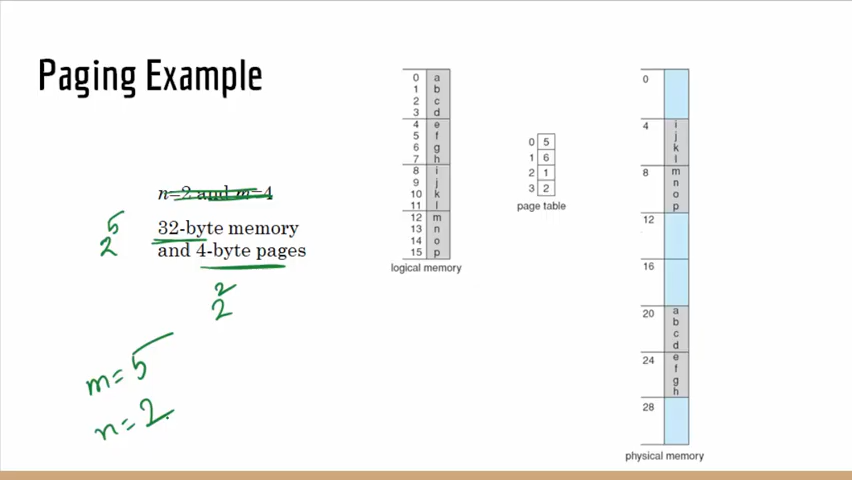 Paging Example
n=2 and m=4
32-byte memory
and 4-byte pages
2^5
2^2
m=5
n=2
0 a
1 b
2 c
3 d
4 e
5 f
6 g
7 h
8 i
9 j
10 k
11 l
12 m
13 n
14 o
15 p
logical memory
0 5
1 6
2 1
3 2
page table
0
4 i
j
k
l
8 m
n
o
p
12
16
20 a
b
c
d
24 e
f
g
h
28
physical memory